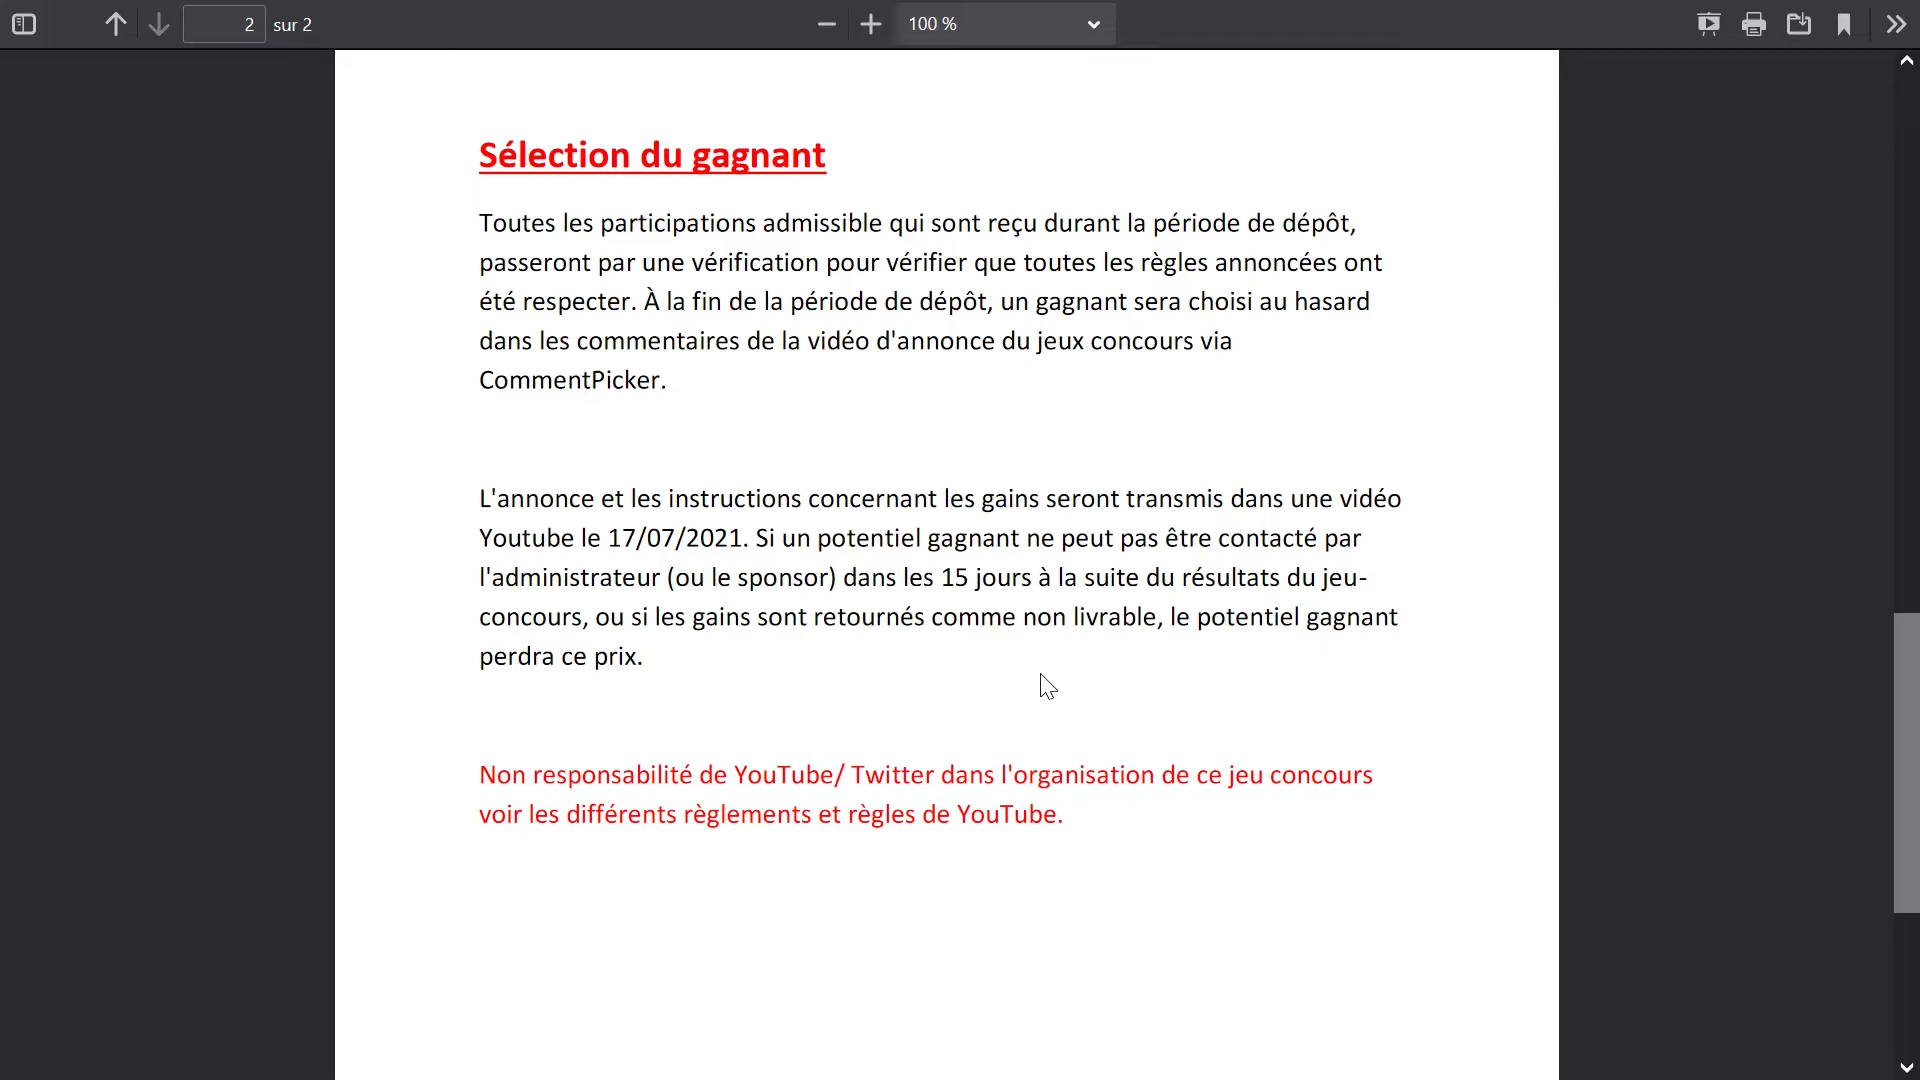 2 sur 2 100 %
Sélection du gagnant
Toutes les participations admissible qui sont reçu durant la période de dépôt,
passeront par une vérification pour vérifier que toutes les règles annoncées ont
été respecter. À la fin de la période de dépôt, un gagnant sera choisi au hasard
dans les commentaires de la vidéo d'annonce du jeux concours via
CommentPicker.
L'annonce et les instructions concernant les gains seront transmis dans une vidéo
Youtube le 17/07/2021. Si un potentiel gagnant ne peut pas être contacté par
l'administrateur (ou le sponsor) dans les 15 jours à la suite du résultats du jeu-
concours, ou si les gains sont retournés comme non livrable, le potentiel gagnant
perdra ce prix.
Non responsabilité de YouTube/ Twitter dans l'organisation de ce jeu concours
voir les différents règlements et règles de YouTube.